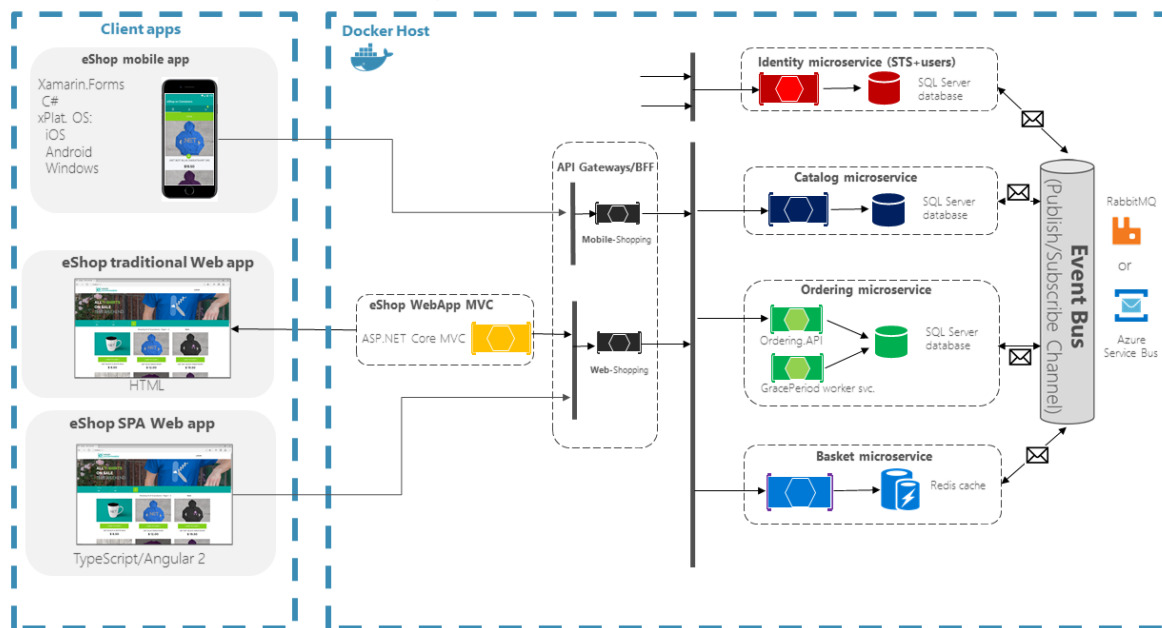 Client apps
eShop mobile app
Xamarin.Forms
C#
xPlat. OS:
iOS
Android
Windows
eShop traditional Web app
HTML
eShop SPA Web app
TypeScript/Angular 2
Docker Host
eShop WebApp MVC
ASP.NET Core MVC
API Gateways/BFF
Mobile-Shopping
Web-Shopping
Identity microservice (STS+users)
SQL Server
database
Catalog microservice
SQL Server
database
Ordering microservice
Ordering.API
SQL Server
database
GracePeriod worker svc.
Basket microservice
Redis cache
Event Bus
(Publish/Subscribe Channel)
RabbitMQ
or
Azure
Service Bus